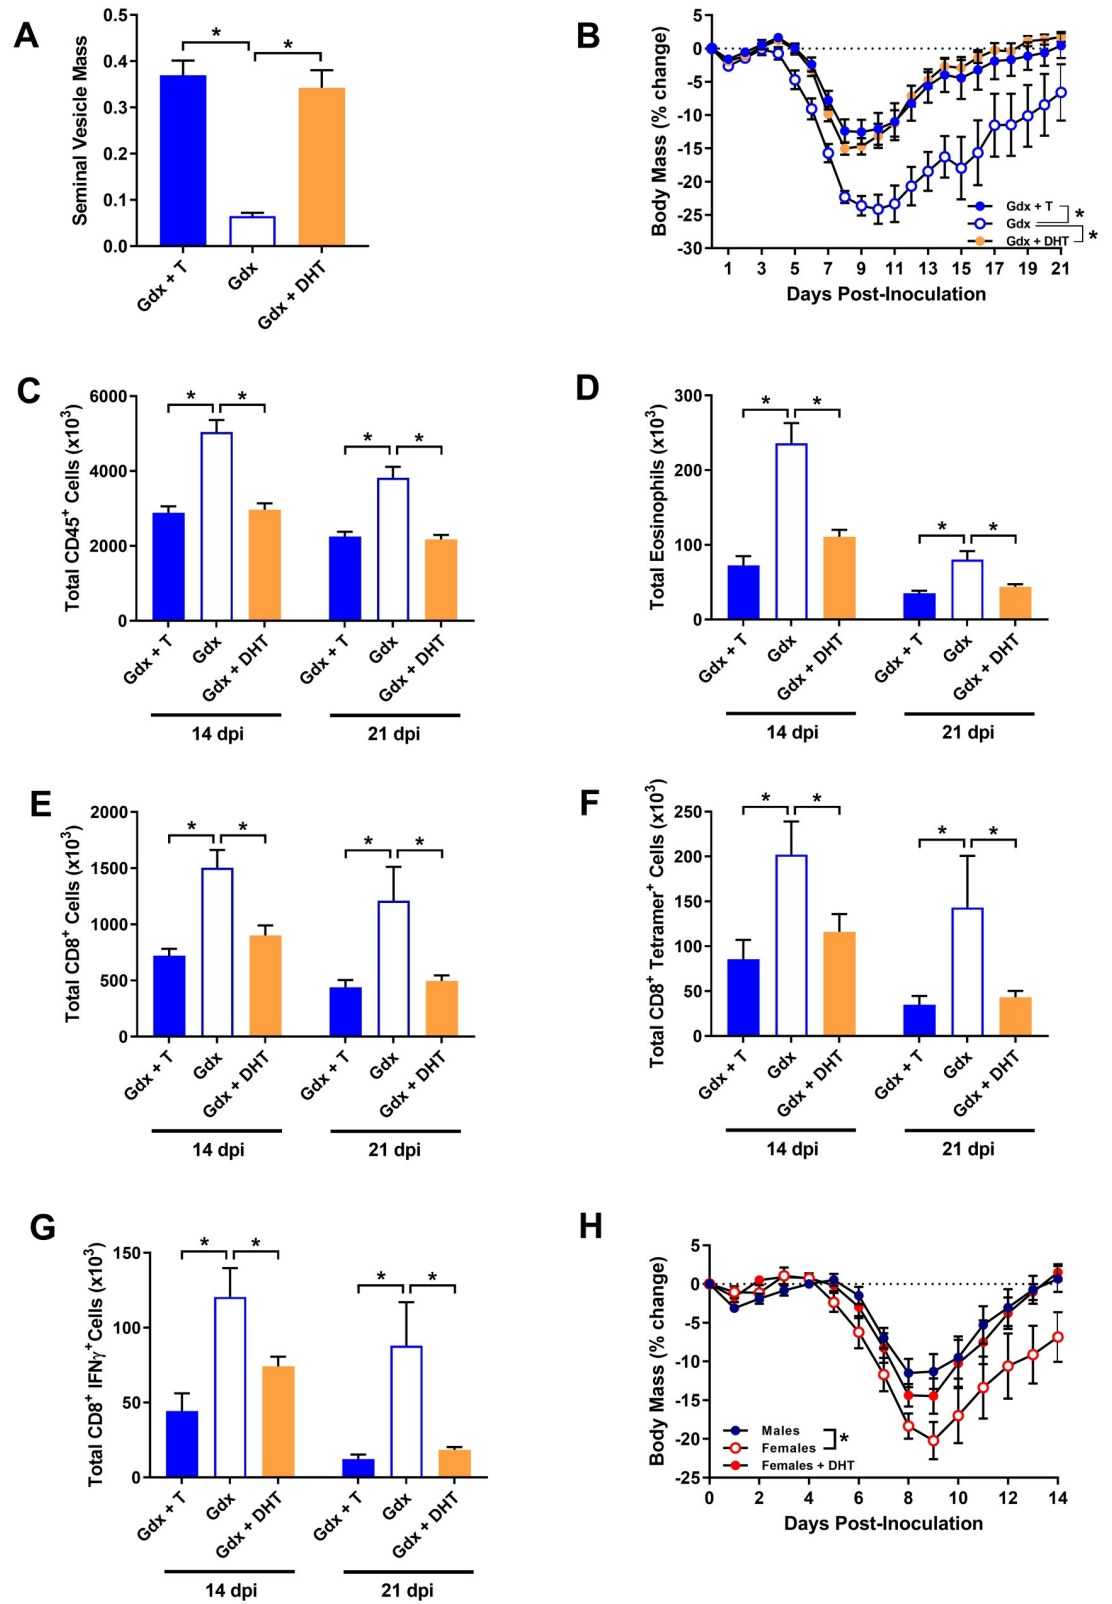 A
Seminal Vesicle Mass
0.5
0.4
0.3
0.2
0.1
0.0
*
*
Gdx + T
Gdx
Gdx + DHT
B
Body Mass (% change)
5
0
-5
-10
-15
-20
-25
-30
Gdx + T
Gdx
Gdx + DHT
*
*
1 3 5 7 9 11 13 15 17 19 21
Days Post-Inoculation
C
Total CD45⁺ Cells (x10³)
6000
4000
2000
0
* *
* *
Gdx + T
Gdx
Gdx + DHT
Gdx + T
Gdx
Gdx + DHT
14 dpi
21 dpi
D
Total Eosinophils (x10³)
300
200
100
0
* *
* *
Gdx + T
Gdx
Gdx + DHT
Gdx + T
Gdx
Gdx + DHT
14 dpi
21 dpi
E
Total CD8⁺ Cells (x10³)
2000
1500
1000
500
0
* *
* *
Gdx + T
Gdx
Gdx + DHT
Gdx + T
Gdx
Gdx + DHT
14 dpi
21 dpi
F
Total CD8⁺ Tetramer⁺ Cells (x10³)
250
200
150
100
50
0
* *
* *
Gdx + T
Gdx
Gdx + DHT
Gdx + T
Gdx
Gdx + DHT
14 dpi
21 dpi
G
Total CD8⁺ IFNγ⁺Cells (x10³)
150
100
50
0
* *
* *
Gdx + T
Gdx
Gdx + DHT
Gdx + T
Gdx
Gdx + DHT
14 dpi
21 dpi
H
Body Mass (% change)
5
0
-5
-10
-15
-20
-25
Males
Females
Females + DHT
*
0 2 4 6 8 10 12 14
Days Post-Inoculation